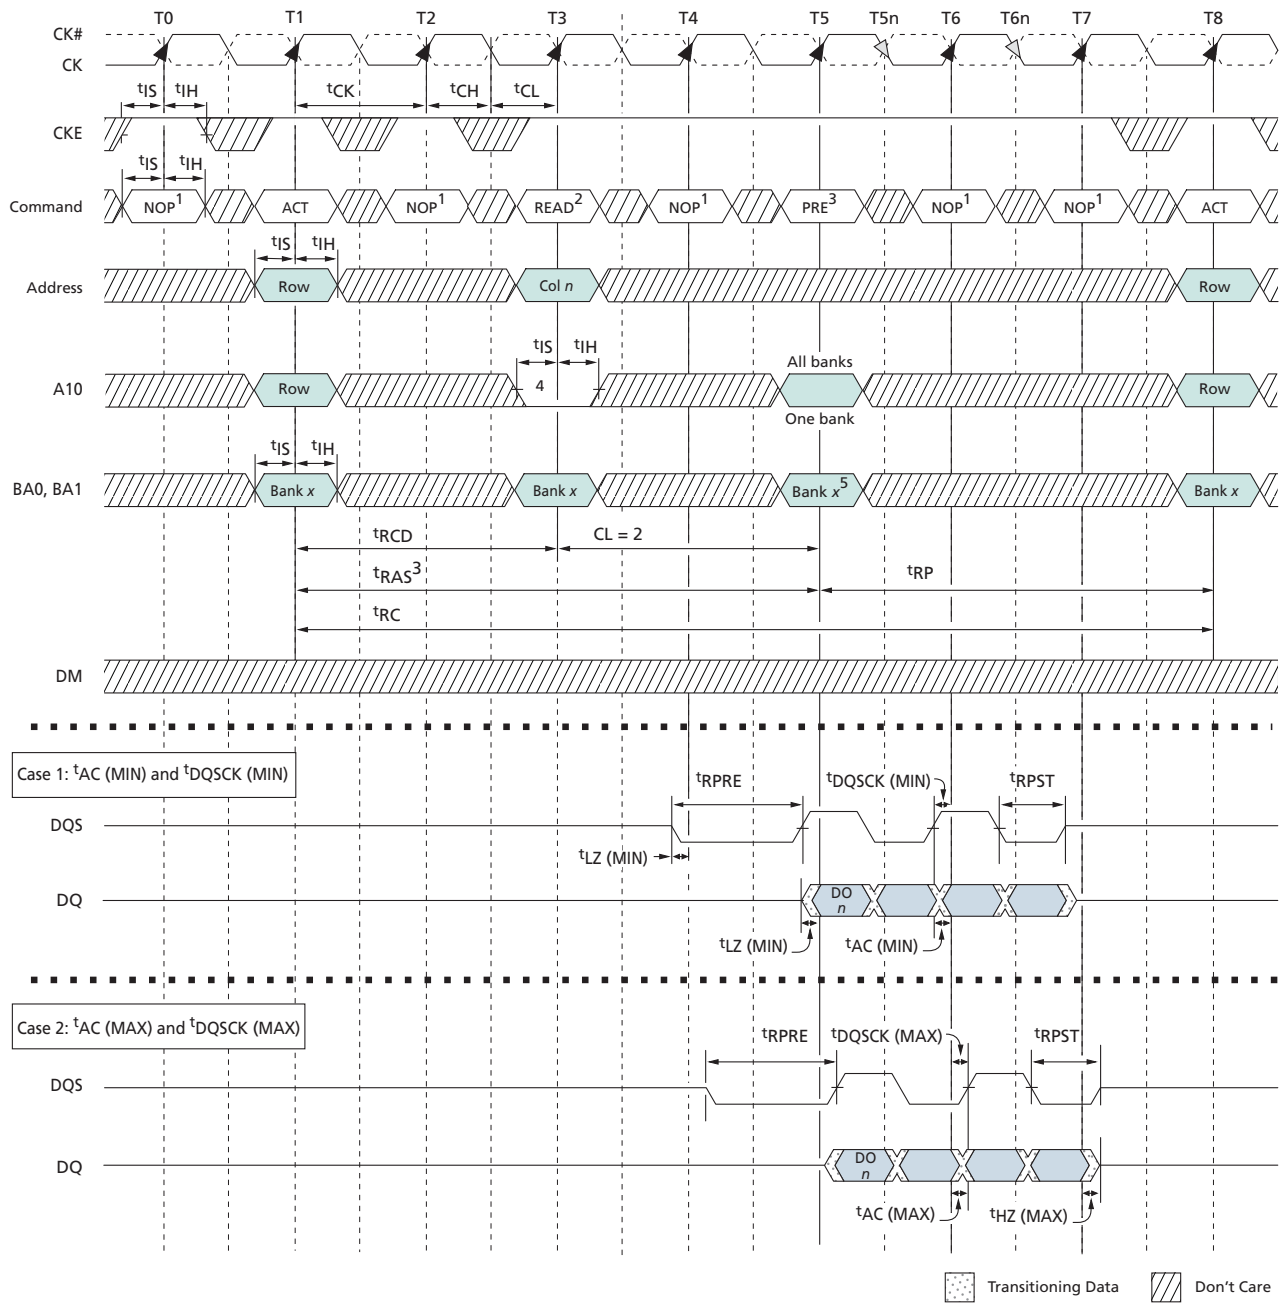 T0 T1 T2 T3 T4 T5 T5n T6 T6n T7 T8
CK#
CK
tIS tIH tCK tCH tCL
CKE
tIS tIH
Command NOP1 ACT NOP1 READ2 NOP1 PRE3 NOP1 NOP1 ACT
tIS tIH
Address Row Col n Row
tIS tIH All banks
A10 Row 4 Row
One bank
tIS tIH
BA0, BA1 Bank x Bank x Bank x5 Bank x
tRCD CL = 2
tRAS3 tRP
tRC
DM
Case 1: tAC (MIN) and tDQSCK (MIN)
tRPRE tDQSCK (MIN) tRPST
DQS
tLZ (MIN)
DQ DO
n
tLZ (MIN) tAC (MIN)
Case 2: tAC (MAX) and tDQSCK (MAX)
tRPRE tDQSCK (MAX) tRPST
DQS
DQ DO
n
tAC (MAX) tHZ (MAX)
Transitioning Data Don't Care